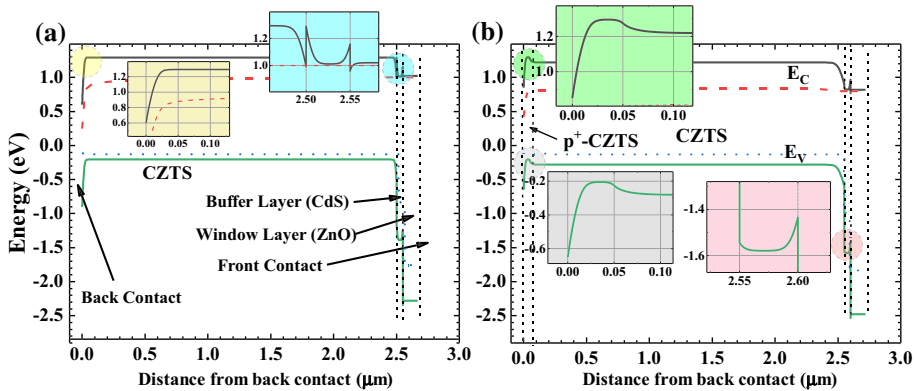 (a)
1.2
1.0
0.8
0.6
0.00 0.05 0.10
1.2
1.1
1.0
2.50 2.55
Energy (eV)
1.0
0.5
0.0
-0.5
-1.0
-1.5
-2.0
-2.5
CZTS
Buffer Layer (CdS)
Window Layer (ZnO)
Front Contact
Back Contact
0.0 0.5 1.0 1.5 2.0 2.5 3.0
Distance from back contact (μm)
(b)
1.2
1.0
0.00 0.05 0.10
E_C
p⁺-CZTS
CZTS
E_V
1.0
0.5
0.0
-0.5
-1.0
-1.5
-2.0
-2.5
-0.2
-0.4
-0.6
0.00 0.05 0.10
-1.4
-1.6
2.55 2.60
0.0 0.5 1.0 1.5 2.0 2.5 3.0
Distance from back contact (μm)